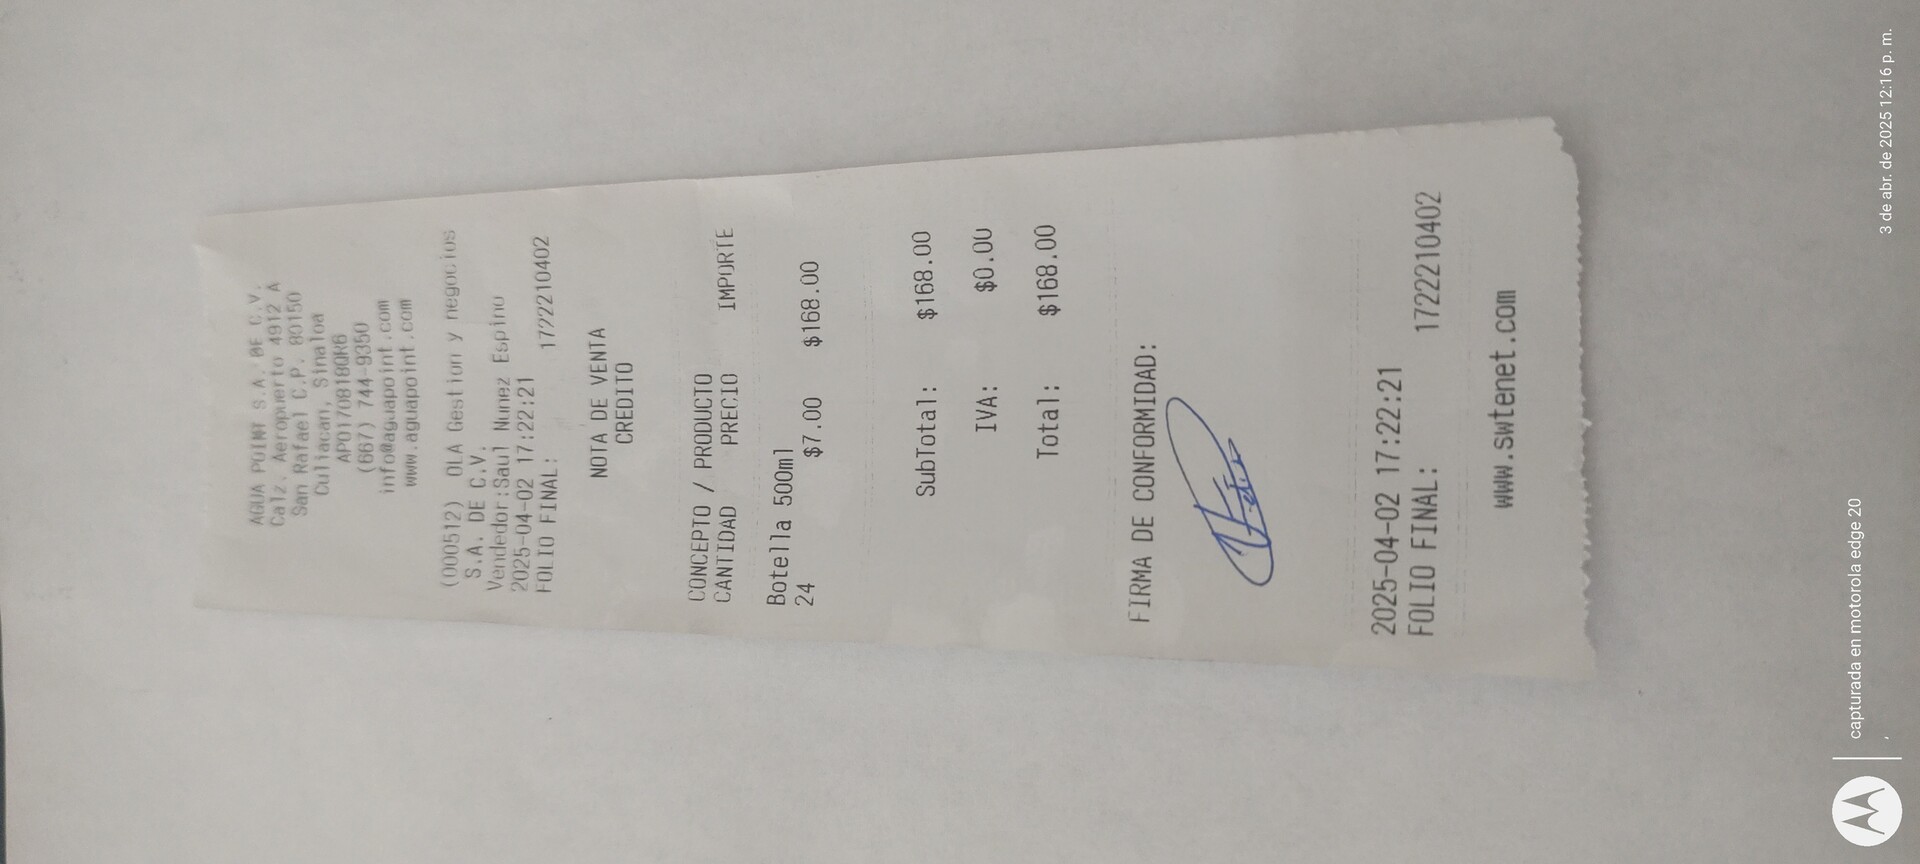 AGUA POINT S.A. DE C.V.
Calz. Aeropuerto 4912 A
San Rafael C.P. 80150
Culiacan, Sinaloa
APO170818QR6
(667) 744-9350
info@aguapoint.com
www.aguapoint.com
(000512) OLA Gestion y negocios
S.A. DE C.V.
Vendedor:Saul Nunez Espino
2025-04-02 17:22:21
FOLIO FINAL: 1722210402
NOTA DE VENTA
CREDITO
CONCEPTO / PRODUCTO
CANTIDAD PRECIO IMPORTE
Botella 500ml
24 $7.00 $168.00
SubTotal: $168.00
IVA: $0.00
Total: $168.00
FIRMA DE CONFORMIDAD:
2025-04-02 17:22:21
FOLIO FINAL: 1722210402
www.swtenet.com
capturada en motorola edge 20
3 de abr. de 2025 12:16 p. m.